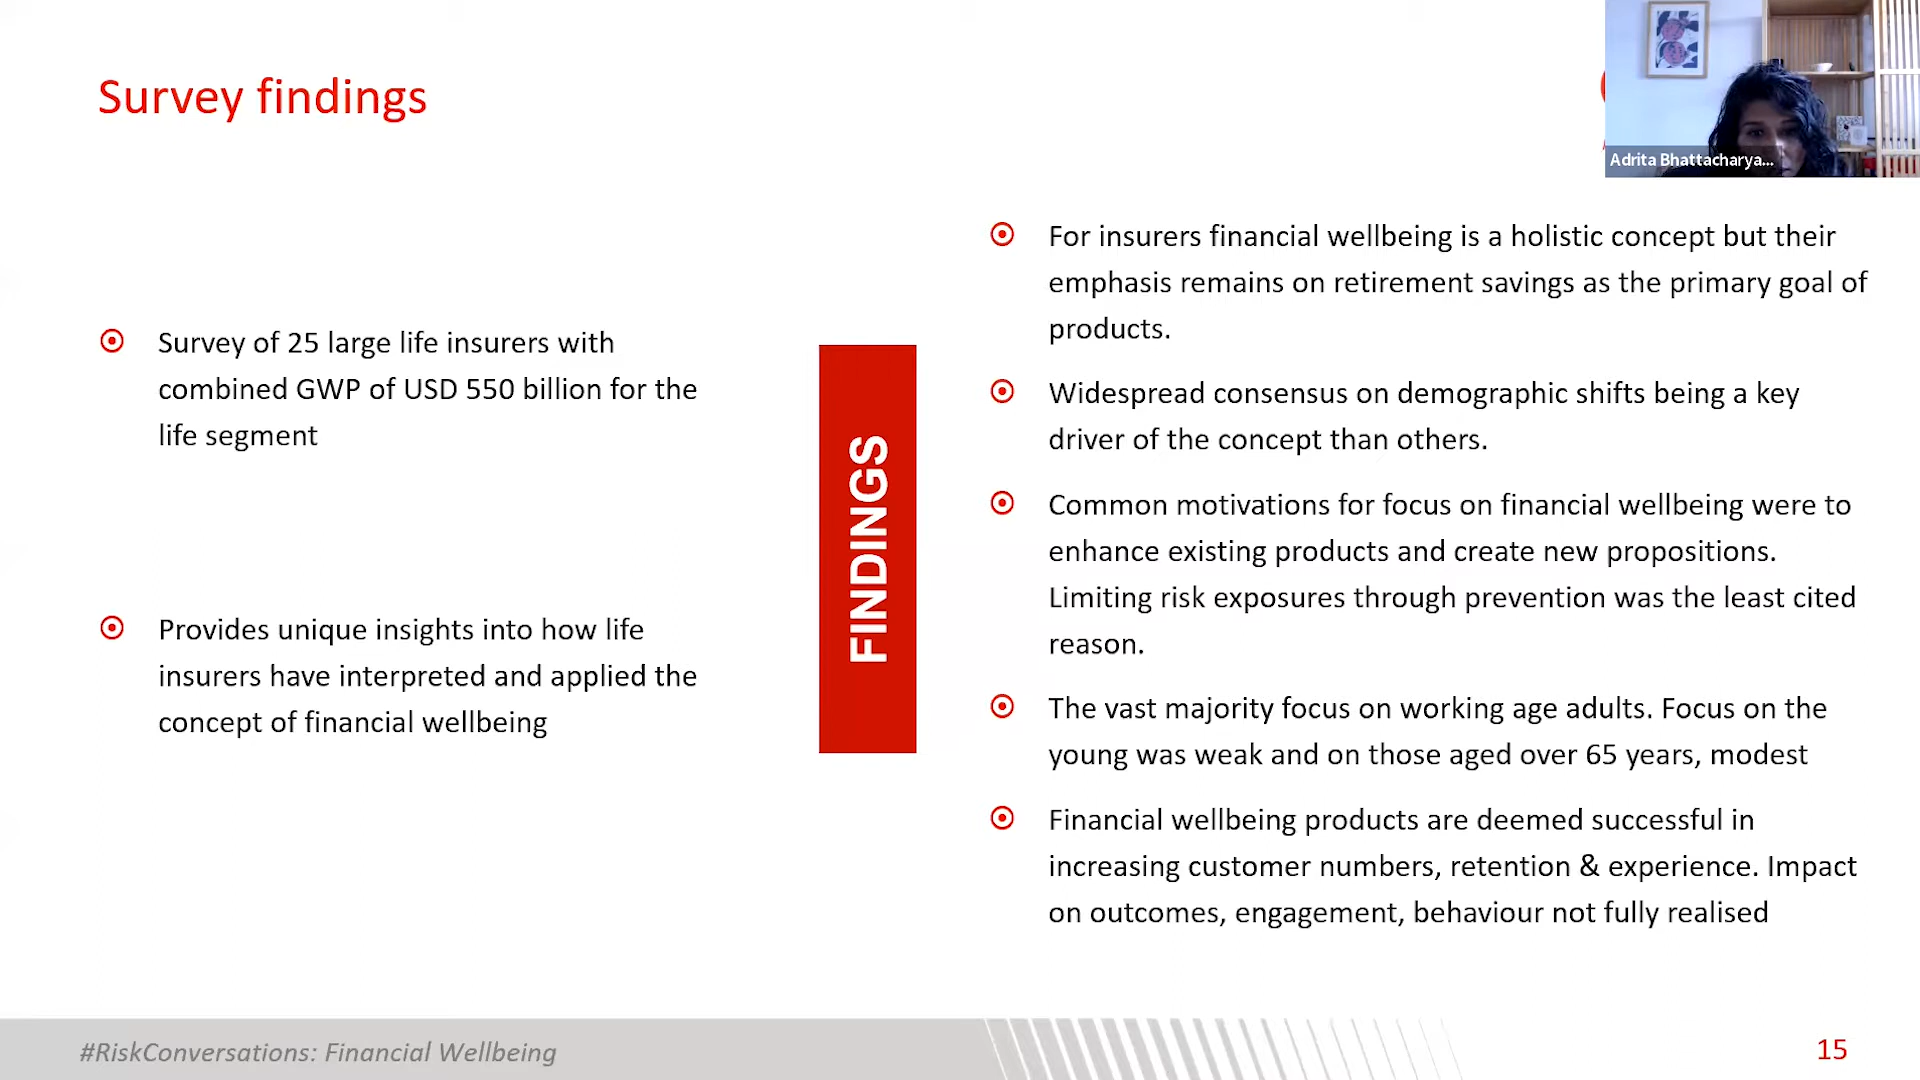 Survey findings
Adrita Bhattacharya...
Survey of 25 large life insurers with
combined GWP of USD 550 billion for the
life segment
Provides unique insights into how life
insurers have interpreted and applied the
concept of financial wellbeing
FINDINGS
For insurers financial wellbeing is a holistic concept but their
emphasis remains on retirement savings as the primary goal of
products.
Widespread consensus on demographic shifts being a key
driver of the concept than others.
Common motivations for focus on financial wellbeing were to
enhance existing products and create new propositions.
Limiting risk exposures through prevention was the least cited
reason.
The vast majority focus on working age adults. Focus on the
young was weak and on those aged over 65 years, modest
Financial wellbeing products are deemed successful in
increasing customer numbers, retention & experience. Impact
on outcomes, engagement, behaviour not fully realised
#RiskConversations: Financial Wellbeing
15